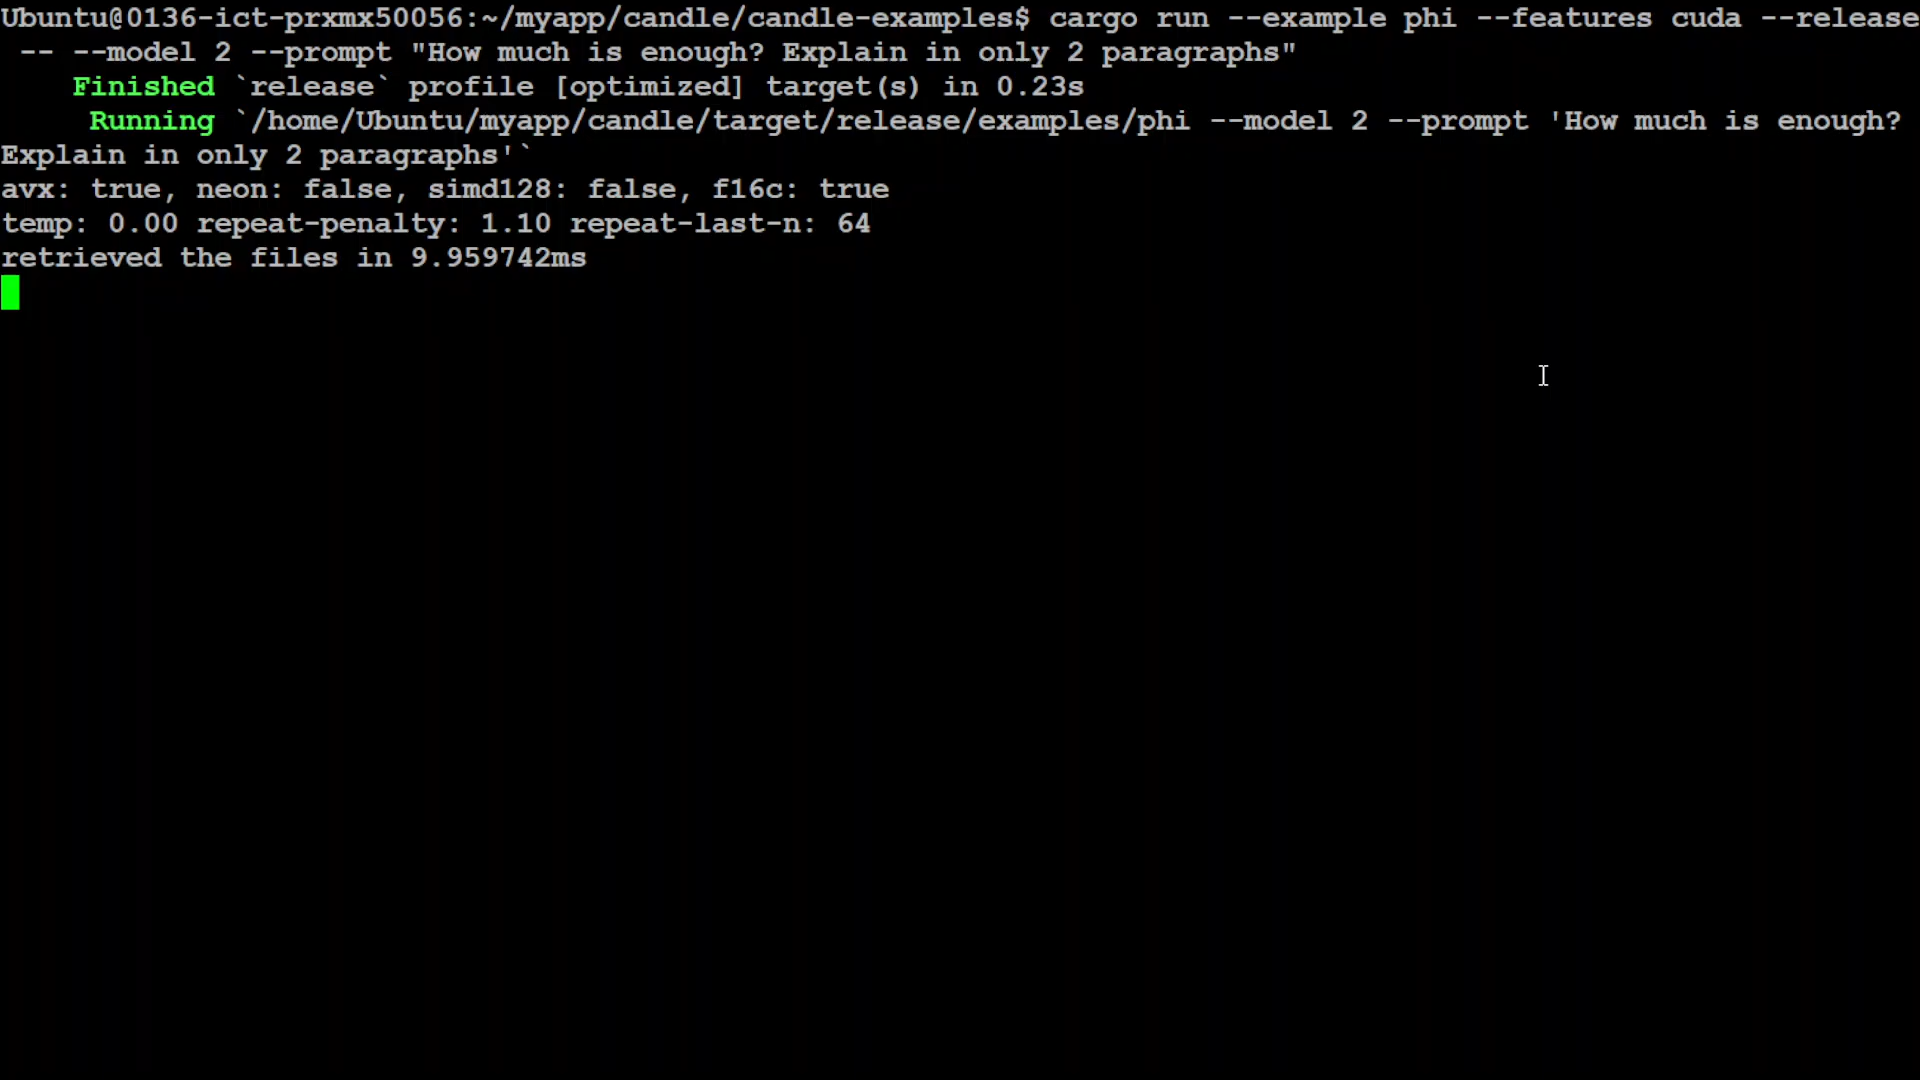 Ubuntu@0136-ict-prxmx50056:~/myapp/candle/candle-examples$ cargo run --example phi --features cuda --release
-- --model 2 --prompt "How much is enough? Explain in only 2 paragraphs"
Finished `release` profile [optimized] target(s) in 0.23s
Running `/home/Ubuntu/myapp/candle/target/release/examples/phi --model 2 --prompt 'How much is enough?
Explain in only 2 paragraphs'`
avx: true, neon: false, simd128: false, f16c: true
temp: 0.00 repeat-penalty: 1.10 repeat-last-n: 64
retrieved the files in 9.959742ms